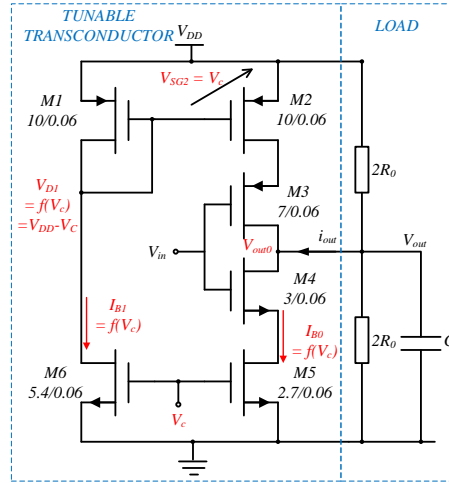 TUNABLE
TRANSCONDUCTOR
LOAD
V_DD
V_SG2 = V_c
M1
10/0.06
M2
10/0.06
M3
7/0.06
2R_0
V_D1
= f(V_c)
=V_DD-V_C
V_in
V_out0
i_out
V_out
M4
3/0.06
I_B1
= f(V_c)
I_B0
=f(V_c)
2R_0
M6
5.4/0.06
M5
2.7/0.06
V_c